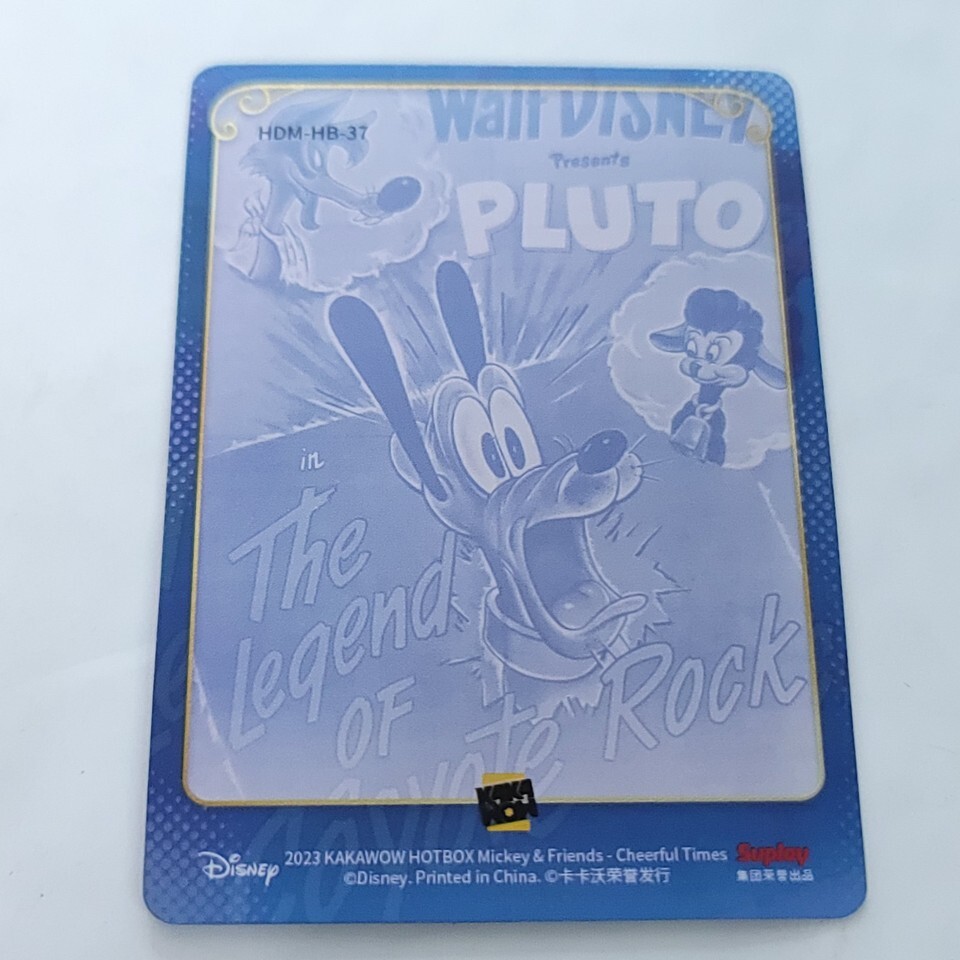 HDM-HB-37
Walt DISNEY
Presents
PLUTO
in
The
Legend
OF
Coyote Rock
KAKA
WOW
Disney
2023 KAKAWOW HOTBOX Mickey & Friends - Cheerful Times
©Disney. Printed in China. ©卡卡沃荣誉发行
Suplay
集团荣誉出品